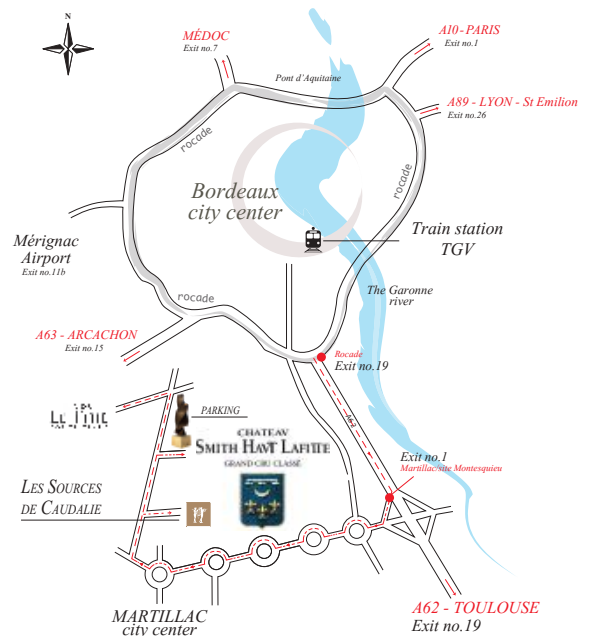 N
MÉDOC
Exit no.7
A10 - PARIS
Exit no.1
Pont d'Aquitaine
A89 - LYON - St Emilion
Exit no.26
rocade
rocade
Bordeaux
city center
Train station
TGV
Mérignac
Airport
Exit no.11b
The Garonne
river
rocade
A63 - ARCACHON
Exit no.15
Rocade
Exit no.19
PARKING
A62
CHATEAU
SMITH HAVT LAFITTE
GRAND CRU CLASSÉ
Exit no.1
Martillac/site Montesquieu
LES SOURCES
DE CAUDALIE
MARTILLAC
city center
A62 - TOULOUSE
Exit no.19